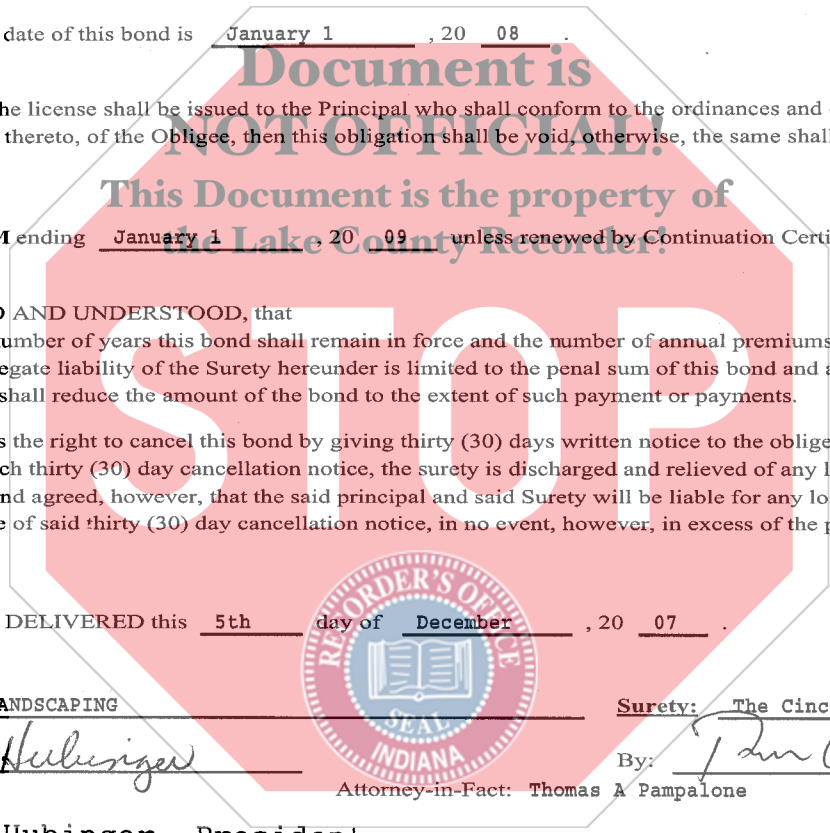 date of this bond is January 1 , 20 08 .
Document is
he license shall be issued to the Principal who shall conform to the ordinances and
thereto, of the Obligee, then this obligation shall be void, otherwise, the same shall
NOT OFFICIAL!
This Document is the property of
M ending January 1 , 20 09 unless renewed by Continuation Certi
the Lake County Recorder!
D AND UNDERSTOOD, that
umber of years this bond shall remain in force and the number of annual premiums
egate liability of the Surety hereunder is limited to the penal sum of this bond and a
shall reduce the amount of the bond to the extent of such payment or payments.
STOP
s the right to cancel this bond by giving thirty (30) days written notice to the oblige
ch thirty (30) day cancellation notice, the surety is discharged and relieved of any l
nd agreed, however, that the said principal and said Surety will be liable for any lo
e of said thirty (30) day cancellation notice, in no event, however, in excess of the p
RECORDER'S OFFICE
DELIVERED this 5th day of December , 20 07 .
SEAL
INDIANA
ANDSCAPING Surety: The Cinc
Hubinger By:
Attorney-in-Fact: Thomas A Pampalone
Hubinger, President